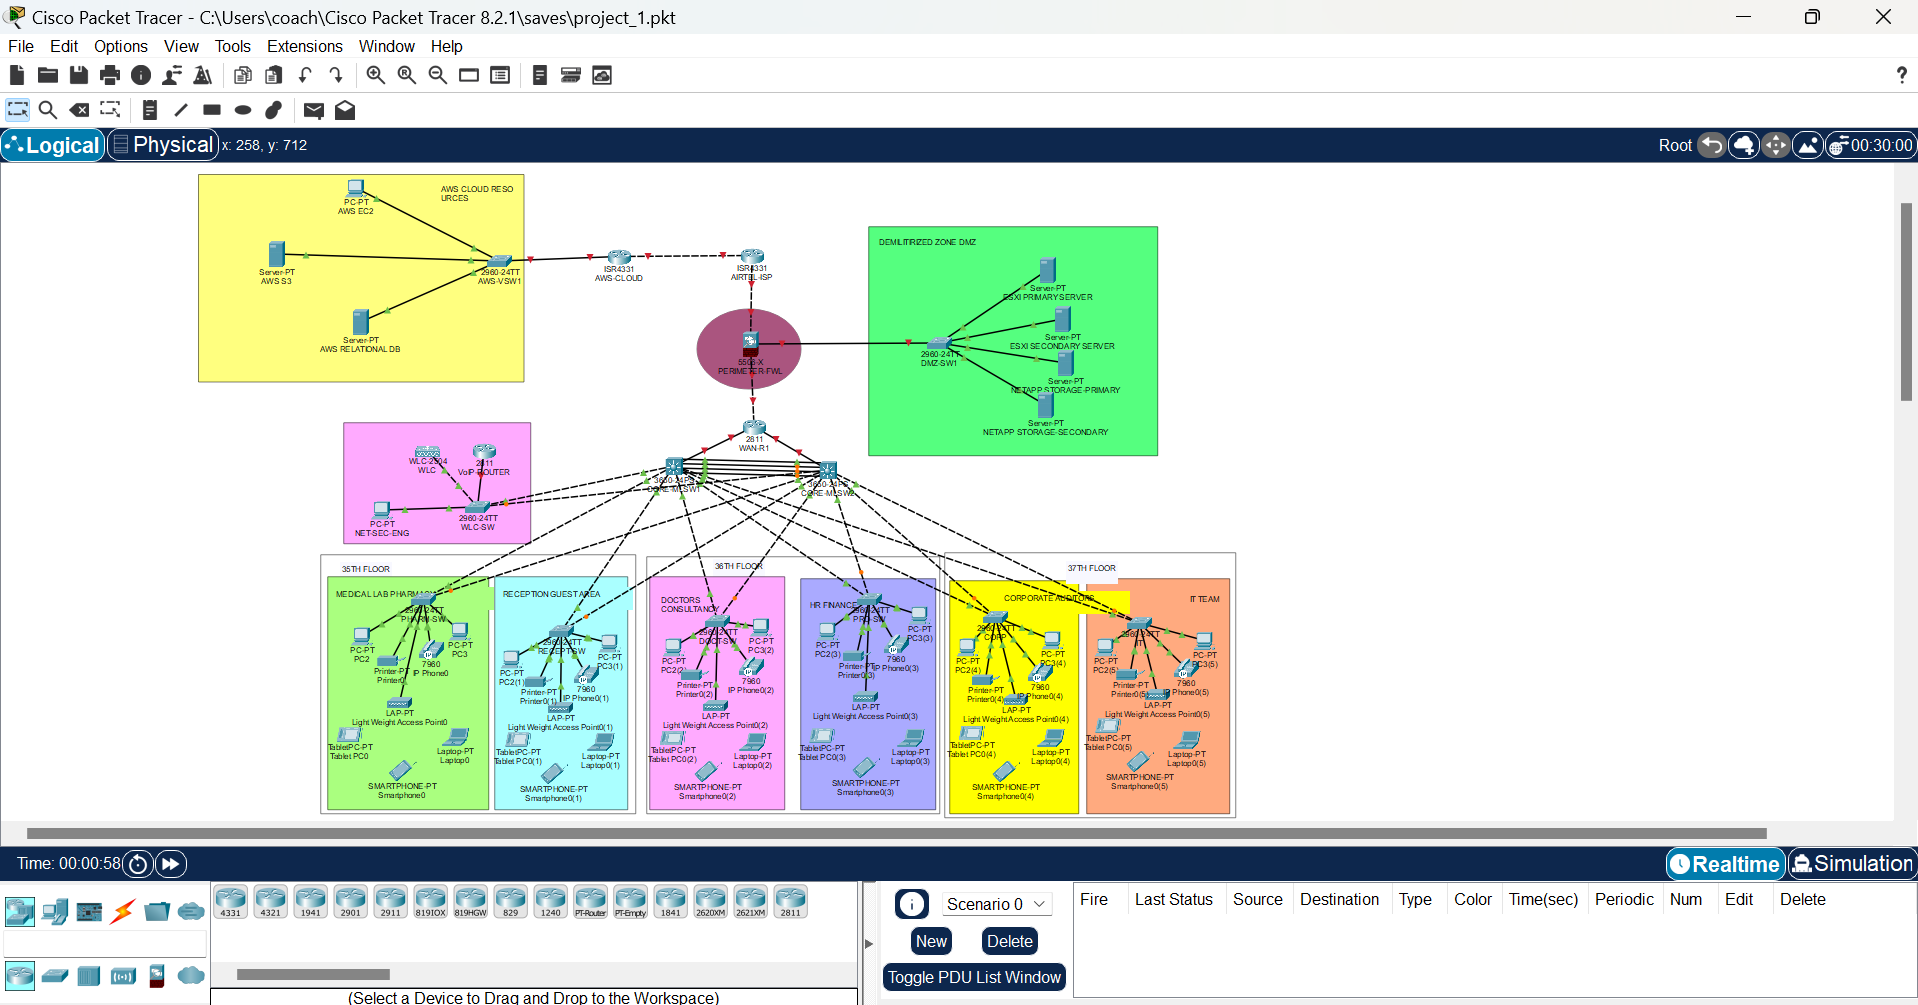 Cisco Packet Tracer - C:\Users\coach\Cisco Packet Tracer 8.2.1\saves\project_1.pkt
File Edit Options View Tools Extensions Window Help
?
Logical Physical x: 258, y: 712
Root 00:30:00
AWS CLOUD RESO
URCES
PC-PT
AWS EC2
Server-PT
AWS S3
2960-24TT
AWS-VSW1
Server-PT
AWS RELATIONAL DB
ISR4331
AWS-CLOUD
ISR4331
AIRTEL-ISP
5506-X
PERIMETER-FWL
DEMILITIRIZED ZONE DMZ
Server-PT
ESXI PRIMARY SERVER
Server-PT
ESXI SECONDARY SERVER
2960-24TT
DMZ-SW1
Server-PT
NETAPP STORAGE-PRIMARY
Server-PT
NETAPP STORAGE-SECONDARY
2811
WAN-R1
WLC-2504
WLC
2811
VoIP ROUTER
PC-PT
NET-SEC-ENG
2960-24TT
WLC-SW
3650-24PS
CORE-MLSW1
3650-24PS
CORE-MLSW2
35TH FLOOR
36TH FLOOR
37TH FLOOR
MEDICAL LAB PHARMACY
2960-24TT
PHARM-SW
PC-PT
PC2
PC-PT
PC3
Printer-PT
Printer0
7960
IP Phone0
LAP-PT
Light Weight Access Point0
TabletPC-PT
Tablet PC0
Laptop-PT
Laptop0
SMARTPHONE-PT
Smartphone0
RECEPTION GUEST AREA
2960-24TT
RECEPT-SW
PC-PT
PC2(1)
PC-PT
PC3(1)
Printer-PT
Printer0(1)
7960
IP Phone0(1)
LAP-PT
Light Weight Access Point0(1)
TabletPC-PT
Tablet PC0(1)
Laptop-PT
Laptop0(1)
SMARTPHONE-PT
Smartphone0(1)
DOCTORS
CONSULTANCY
2960-24TT
DOCT-SW
PC-PT
PC2(2)
PC-PT
PC3(2)
Printer-PT
Printer0(2)
7960
IP Phone0(2)
LAP-PT
Light Weight Access Point0(2)
TabletPC-PT
Tablet PC0(2)
Laptop-PT
Laptop0(2)
SMARTPHONE-PT
Smartphone0(2)
HR FINANCE
2960-24TT
PC-PT
PC2(3)
PC-PT
PC3(3)
Printer-PT
Printer0(3)
7960
IP Phone0(3)
LAP-PT
Light Weight Access Point0(3)
TabletPC-PT
Tablet PC0(3)
Laptop-PT
Laptop0(3)
SMARTPHONE-PT
Smartphone0(3)
CORPORATE AUDITORS
2960-24TT
CORP
PC-PT
PC2(4)
PC-PT
PC3(4)
Printer-PT
Printer0(4)
7960
IP Phone0(4)
LAP-PT
Light Weight Access Point0(4)
TabletPC-PT
Tablet PC0(4)
Laptop-PT
Laptop0(4)
SMARTPHONE-PT
Smartphone0(4)
IT TEAM
2960-24TT
IT
PC-PT
PC2(5)
PC-PT
PC3(5)
Printer-PT
Printer0(5)
7960
IP Phone0(5)
LAP-PT
Light Weight Access Point0(5)
TabletPC-PT
Tablet PC0(5)
Laptop-PT
Laptop0(5)
SMARTPHONE-PT
Smartphone0(5)
Time: 00:00:58
Realtime Simulation
4331 4321 1941 2901 2911 819IOX 819HGW 829 1240 PT-Router PT-Empty 1841 2620XM 2621XM 2811
(Select a Device to Drag and Drop to the Workspace)
Scenario 0
New Delete
Toggle PDU List Window
Fire Last Status Source Destination Type Color Time(sec) Periodic Num Edit Delete